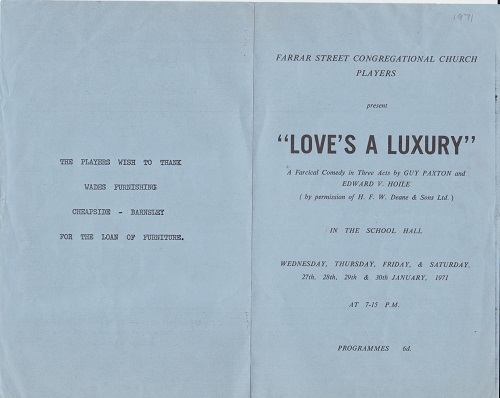 THE PLAYERS WISH TO THANK
WADES FURNISHING
CHEAPSIDE - BARNSLEY
FOR THE LOAN OF FURNITURE.
1971
FARRAR STREET CONGREGATIONAL CHURCH
PLAYERS
present
"LOVE'S A LUXURY"
A Farcical Comedy in Three Acts by GUY PAXTON and
EDWARD V. HOILE
( by permission of H. F. W. Deane & Sons Ltd. )
IN THE SCHOOL HALL
WEDNESDAY, THURSDAY, FRIDAY, & SATURDAY,
27th, 28th, 29th & 30th JANUARY, 1971
AT 7-15 P.M.
PROGRAMMES 6d.